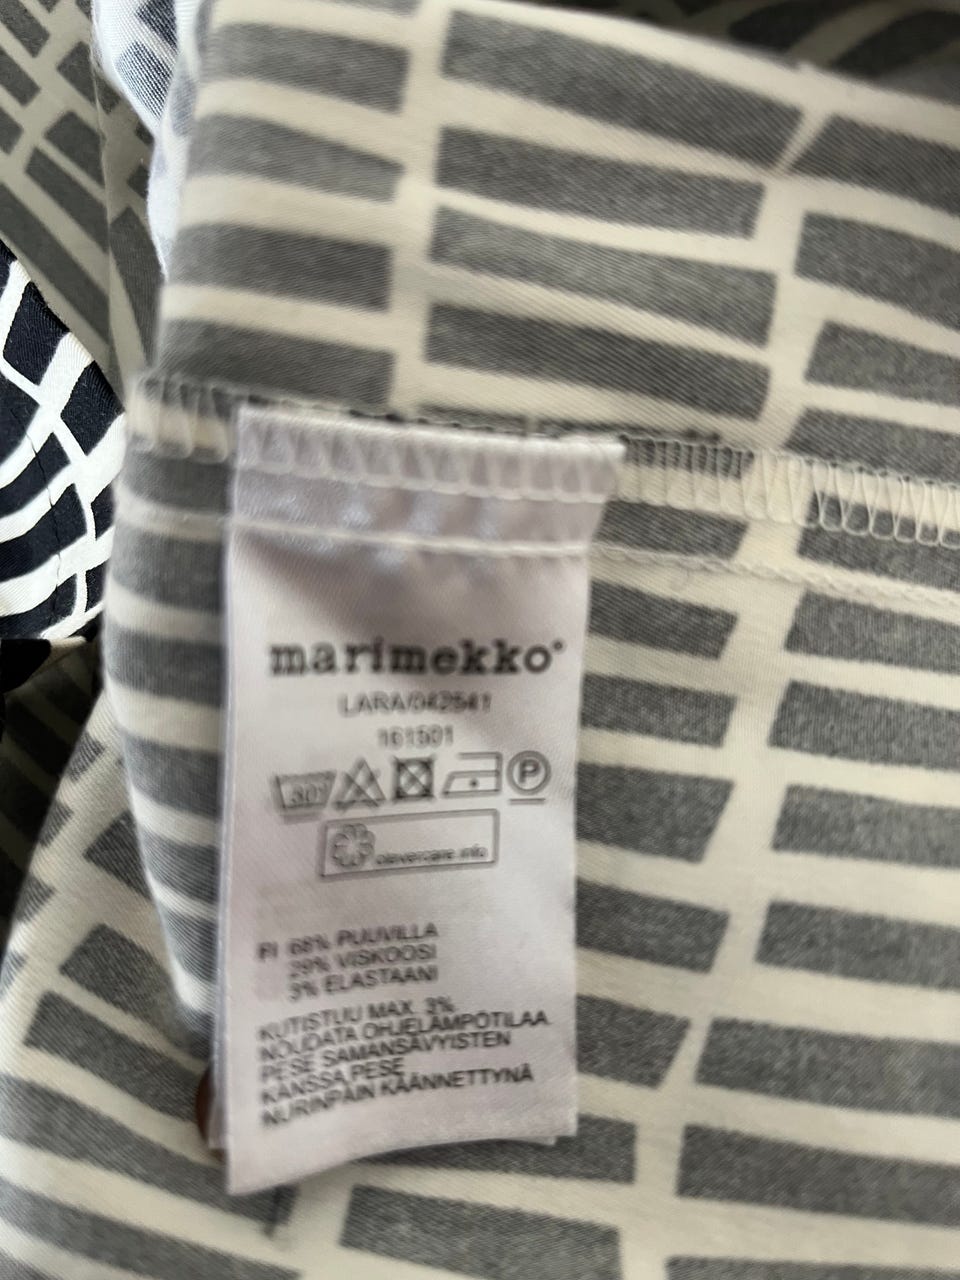 marimekko®
LARA/042541
161501
30° P
clevercare.info
FI 68% PUUVILLA
29% VISKOOSI
3% ELASTAANI
KUTISTUU MAX. 3%
NOUDATA OHJELÄMPÖTILAA
PESE SAMANSÄVYISTEN
KANSSA PESE
NURINPÄIN KÄÄNNETTYNÄ